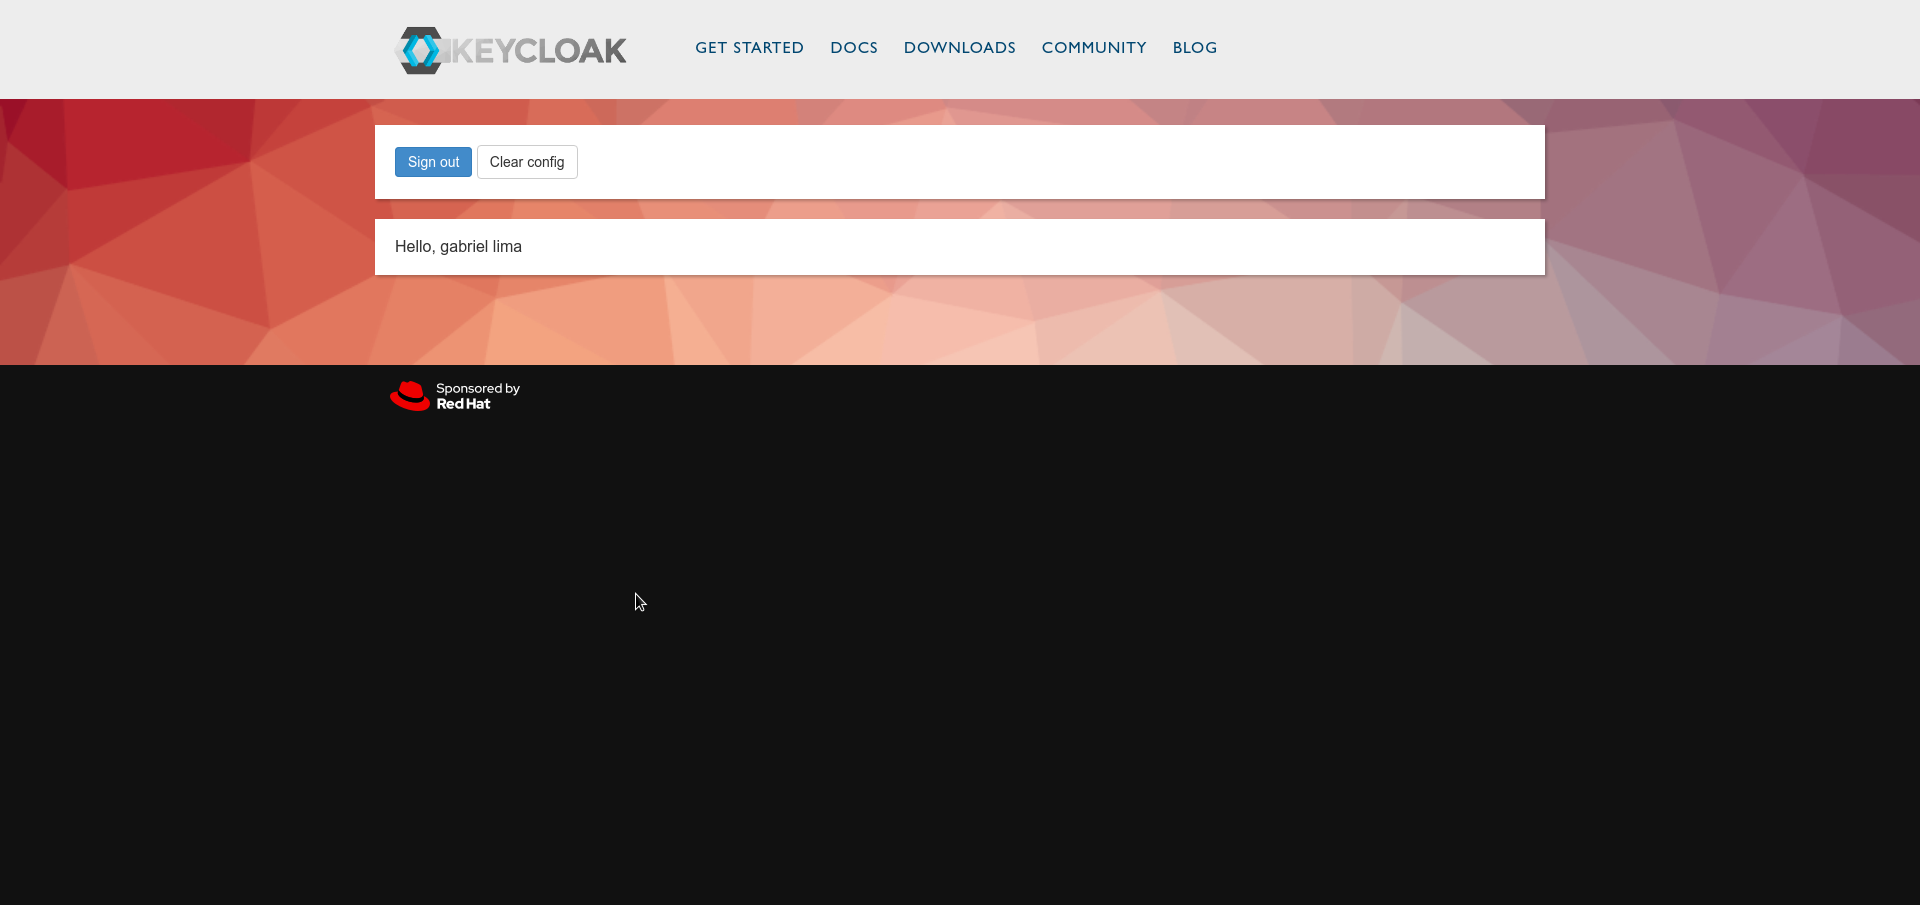 KEYCLOAK
GET STARTED DOCS DOWNLOADS COMMUNITY BLOG
Sign out Clear config
Hello, gabriel lima
Sponsored by
Red Hat